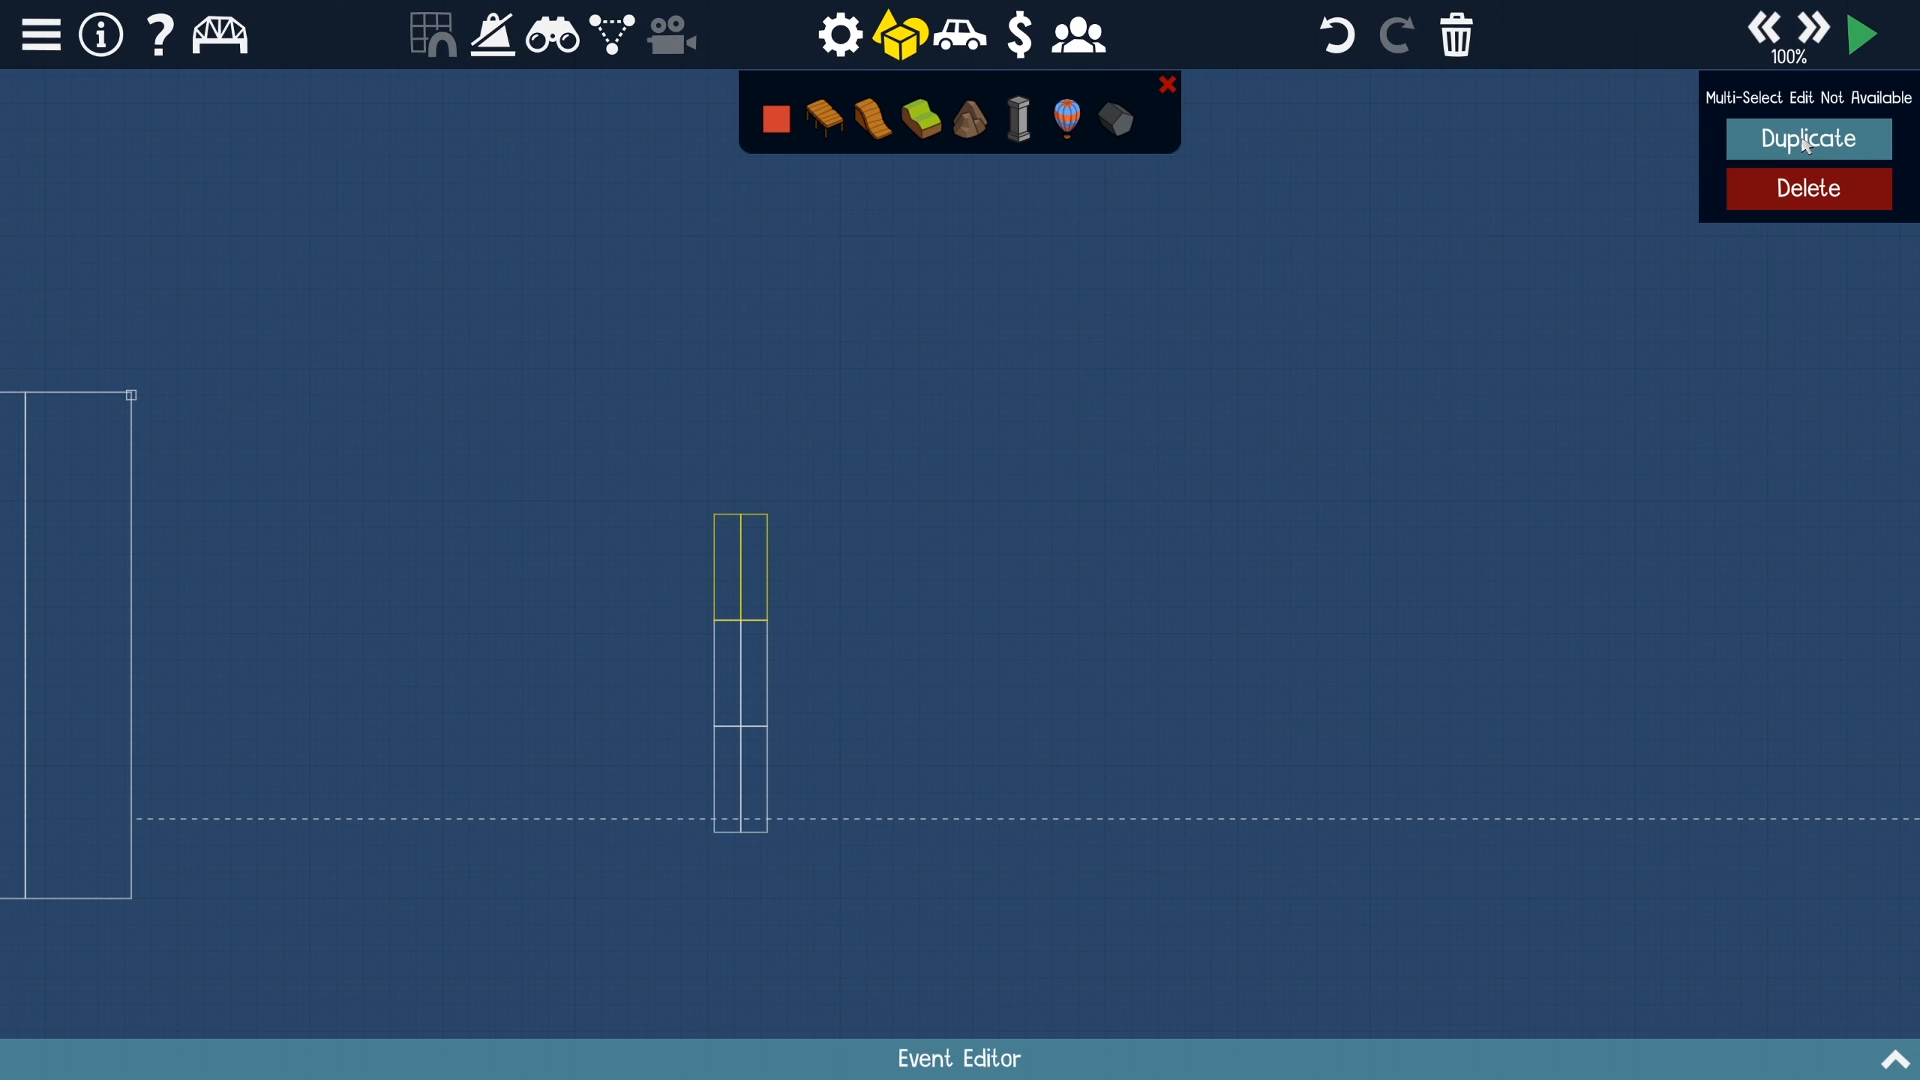 100%
Multi-Select Edit Not Available
Duplicate
Delete
Event Editor